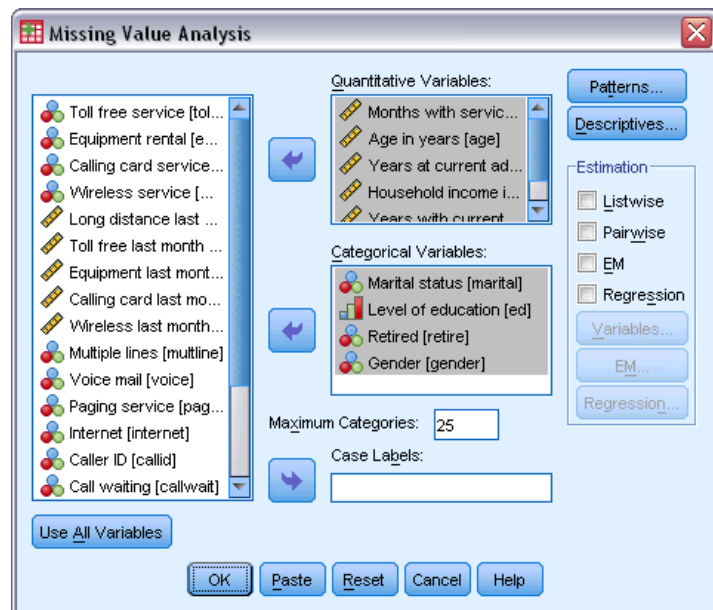 Missing Value Analysis
Toll free service [tol...
Equipment rental [e...
Calling card service...
Wireless service [...
Long distance last ...
Toll free last month ...
Equipment last mont...
Calling card last mo...
Wireless last month...
Multiple lines [multline]
Voice mail [voice]
Paging service [pag...
Internet [internet]
Caller ID [callid]
Call waiting [callwait]
Use All Variables
Quantitative Variables:
Months with servic...
Age in years [age]
Years at current ad...
Household income i...
Years with current ...
Categorical Variables:
Marital status [marital]
Level of education [ed]
Retired [retire]
Gender [gender]
Maximum Categories: 25
Case Labels:
Patterns...
Descriptives...
Estimation
Listwise
Pairwise
EM
Regression
Variables...
EM...
Regression...
OK
Paste
Reset
Cancel
Help